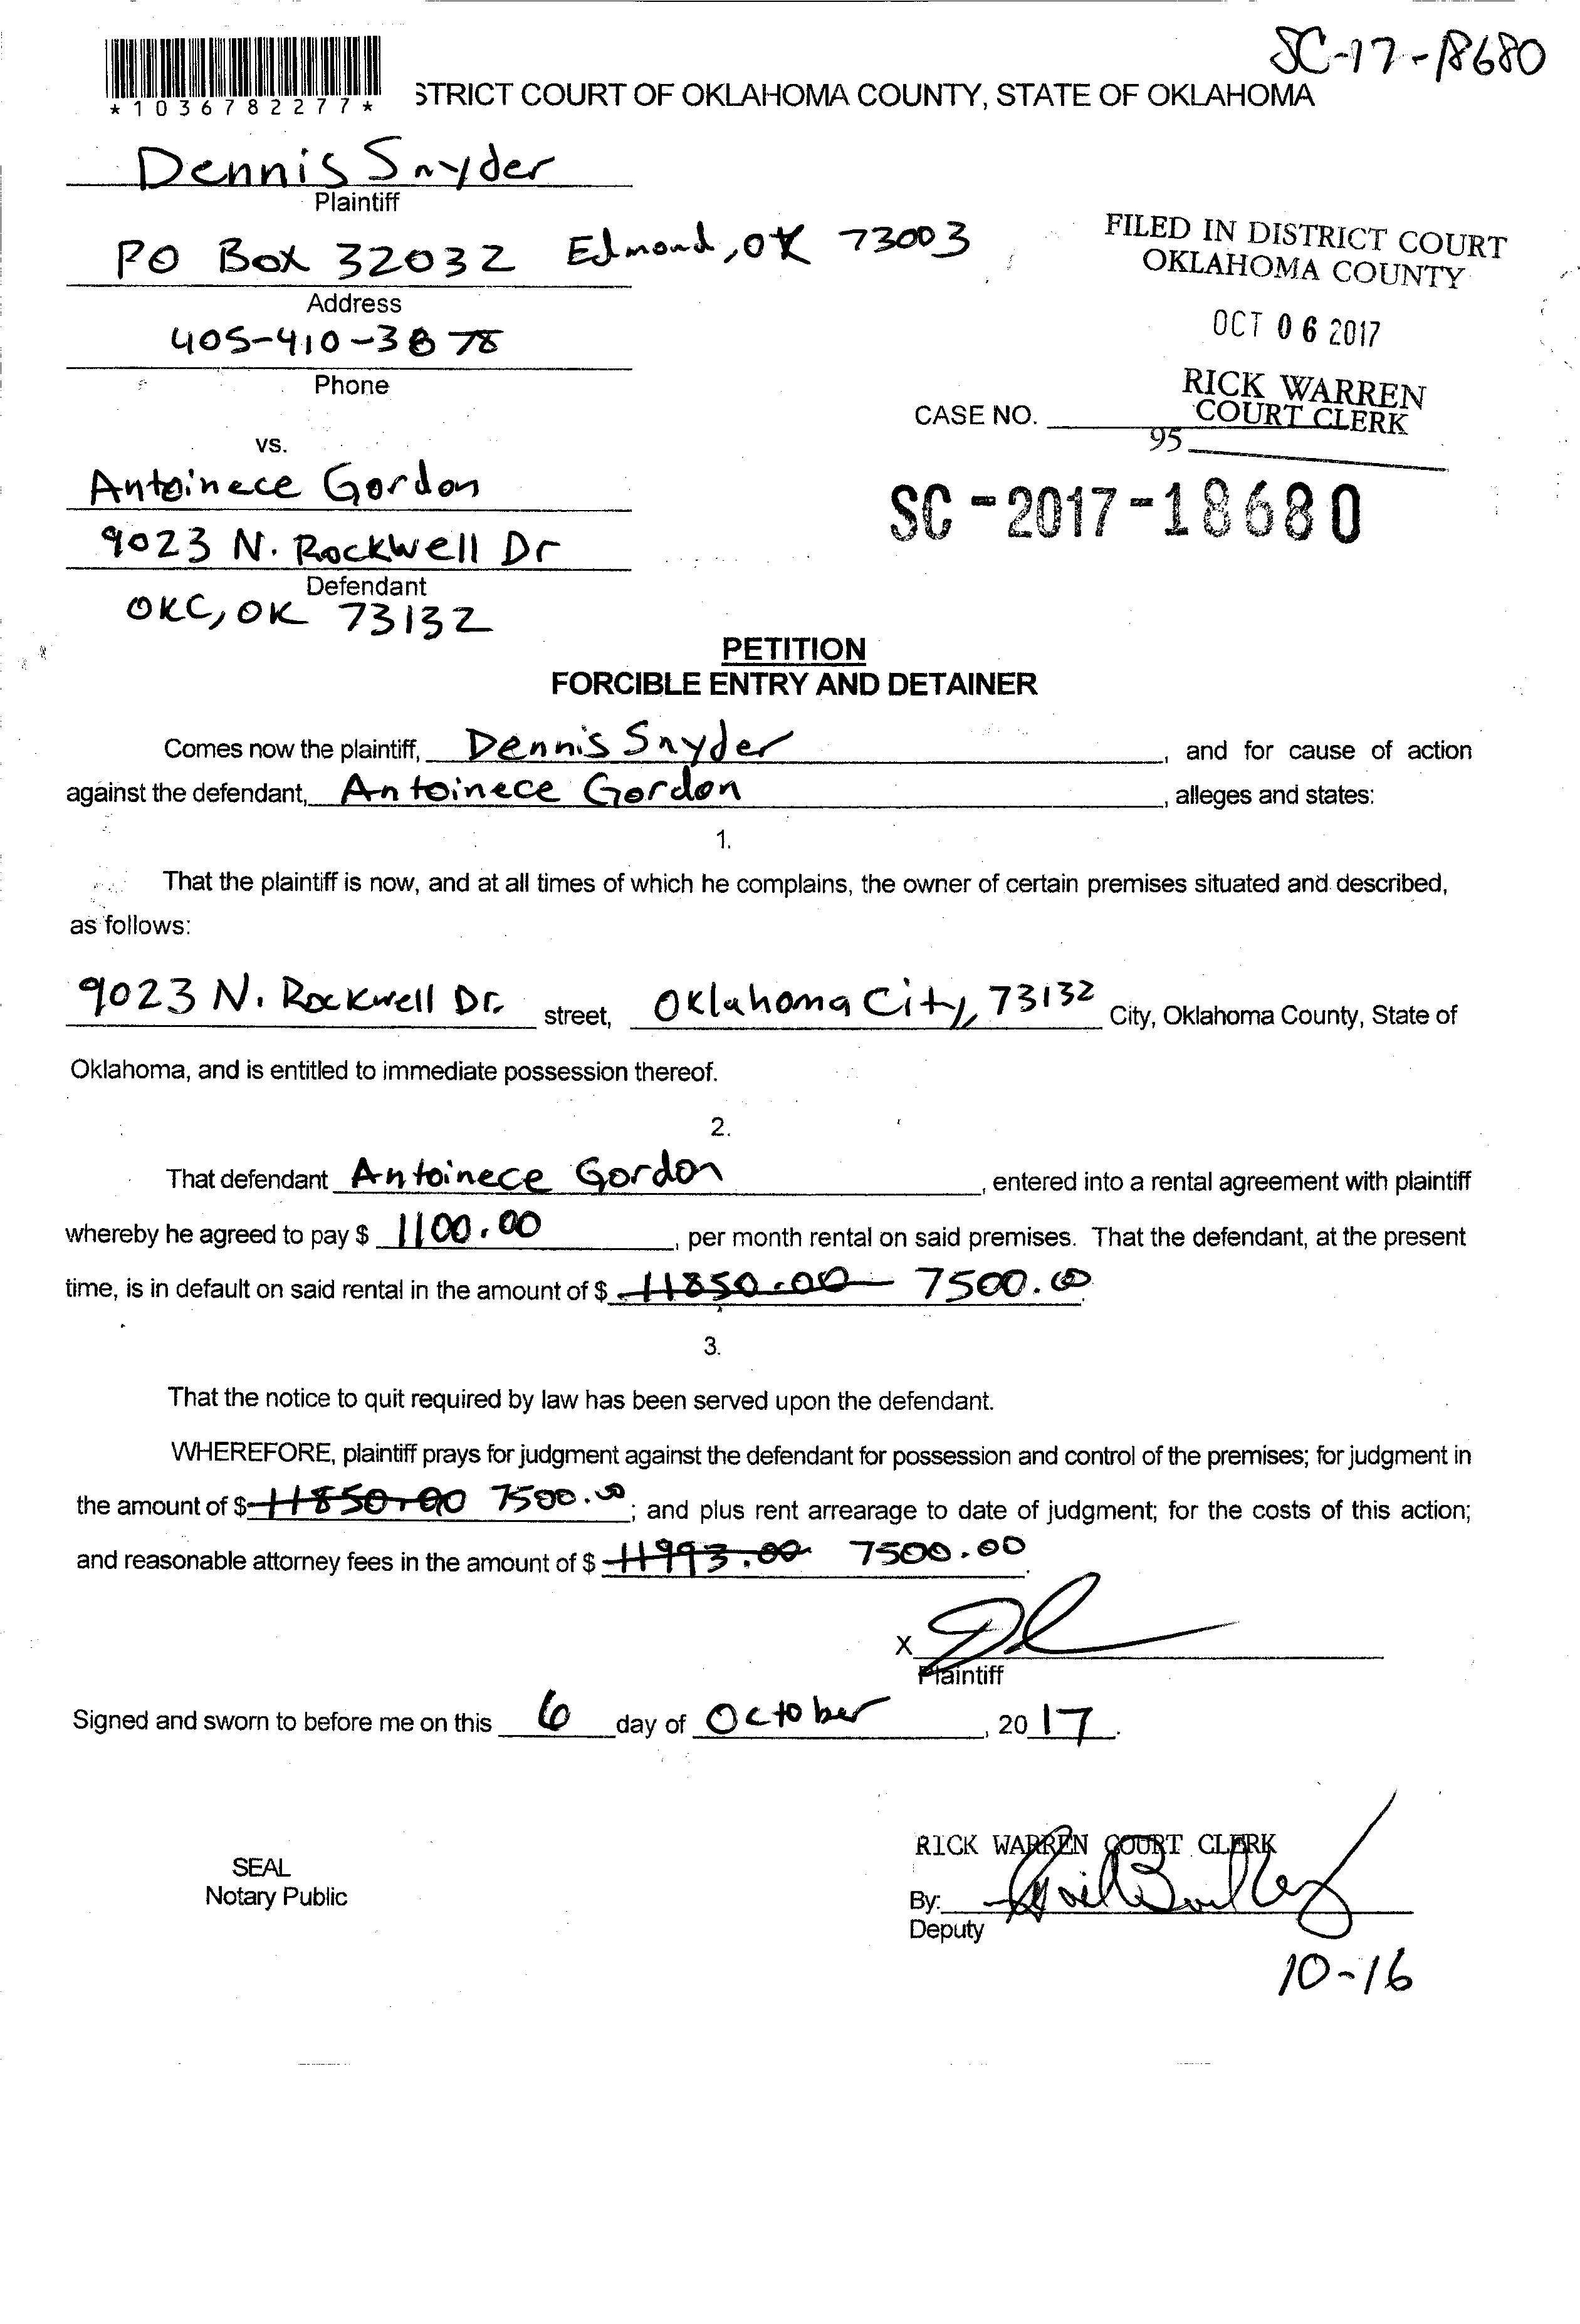 SC-17-18680
*1036782277*
STRICT COURT OF OKLAHOMA COUNTY, STATE OF OKLAHOMA
Dennis Snyder
Plaintiff
PO Box 32032 Edmond, OK 73003
Address
405-410-3878
Phone
FILED IN DISTRICT COURT
OKLAHOMA COUNTY
OCT 06 2017
RICK WARREN
COURT CLERK
CASE NO.
95
vs.
Antoinece Gordon
9023 N. Rockwell Dr
Defendant
OKC, OK 73132
SC-2017-18680
PETITION
FORCIBLE ENTRY AND DETAINER
Comes now the plaintiff, Dennis Snyder, and for cause of action
against the defendant, Antoinece Gordon, alleges and states:
1.
That the plaintiff is now, and at all times of which he complains, the owner of certain premises situated and described,
as follows:
9023 N. Rockwell Dr. street, Oklahoma City, 73132 City, Oklahoma County, State of
Oklahoma, and is entitled to immediate possession thereof.
2.
That defendant Antoinece Gordon, entered into a rental agreement with plaintiff
whereby he agreed to pay $ 1100.00, per month rental on said premises. That the defendant, at the present
time, is in default on said rental in the amount of $ 11850.00 7500.00.
3.
That the notice to quit required by law has been served upon the defendant.
WHEREFORE, plaintiff prays for judgment against the defendant for possession and control of the premises; for judgment in
the amount of $ 11850.00 7500.00; and plus rent arrearage to date of judgment; for the costs of this action;
and reasonable attorney fees in the amount of $ 11993.00 7500.00.
X
Plaintiff
Signed and sworn to before me on this 6 day of October, 2017.
RICK WARREN COURT CLERK
SEAL
Notary Public
By:
Deputy
10-16